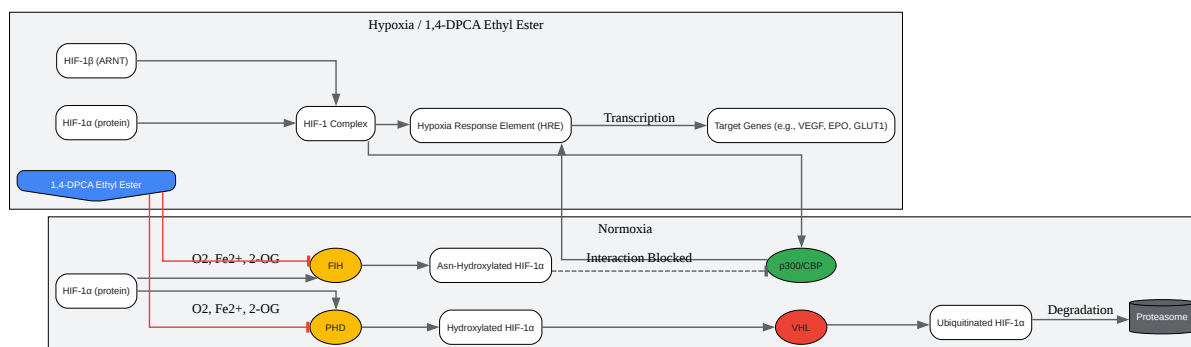 Hypoxia / 1,4-DPCA Ethyl Ester
HIF-1β (ARNT)
HIF-1α (protein)
HIF-1 Complex
Hypoxia Response Element (HRE)
Transcription
Target Genes (e.g., VEGF, EPO, GLUT1)
1,4-DPCA Ethyl Ester
Normoxia
O2, Fe2+, 2-OG
FIH
Asn-Hydroxylated HIF-1α
Interaction Blocked
p300/CBP
HIF-1α (protein)
O2, Fe2+, 2-OG
PHD
Hydroxylated HIF-1α
VHL
Ubiquitinated HIF-1α
Degradation
Proteasome